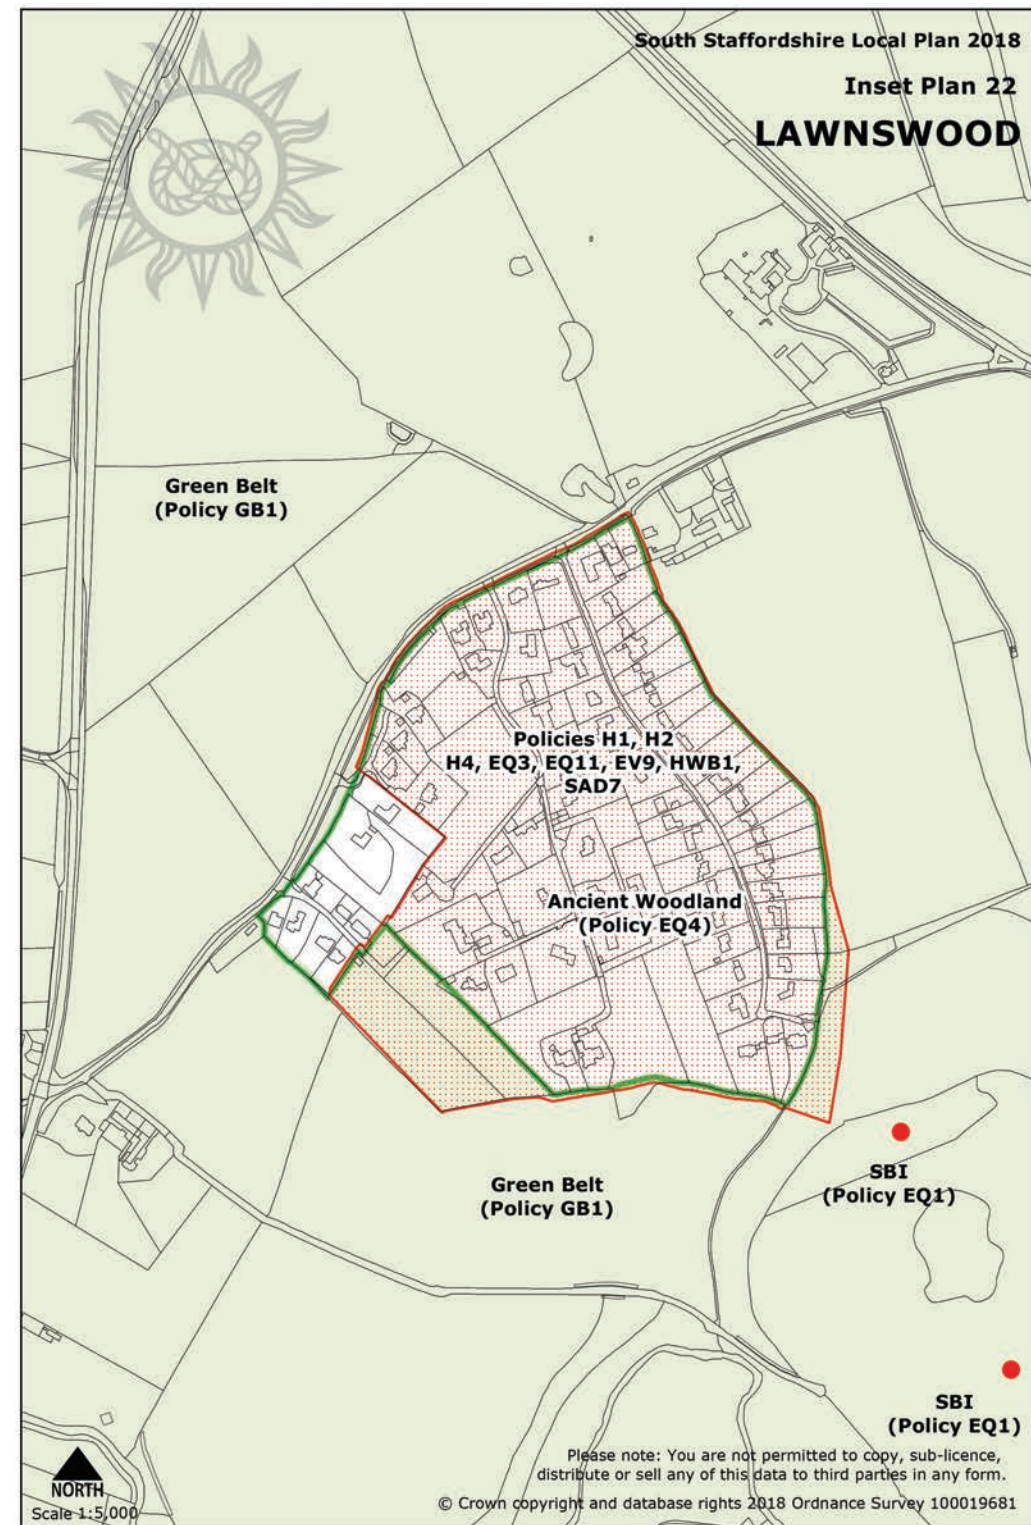 South Staffordshire Local Plan 2018
Inset Plan 22
LAWNSWOOD
Green Belt
(Policy GB1)
Policies H1, H2
H4, EQ3, EQ11, EV9, HWB1,
SAD7
Ancient Woodland
(Policy EQ4)
Green Belt
(Policy GB1)
SBI
(Policy EQ1)
SBI
(Policy EQ1)
Please note: You are not permitted to copy, sub-licence,
distribute or sell any of this data to third parties in any form.
NORTH
Scale 1:5,000
© Crown copyright and database rights 2018 Ordnance Survey 100019681